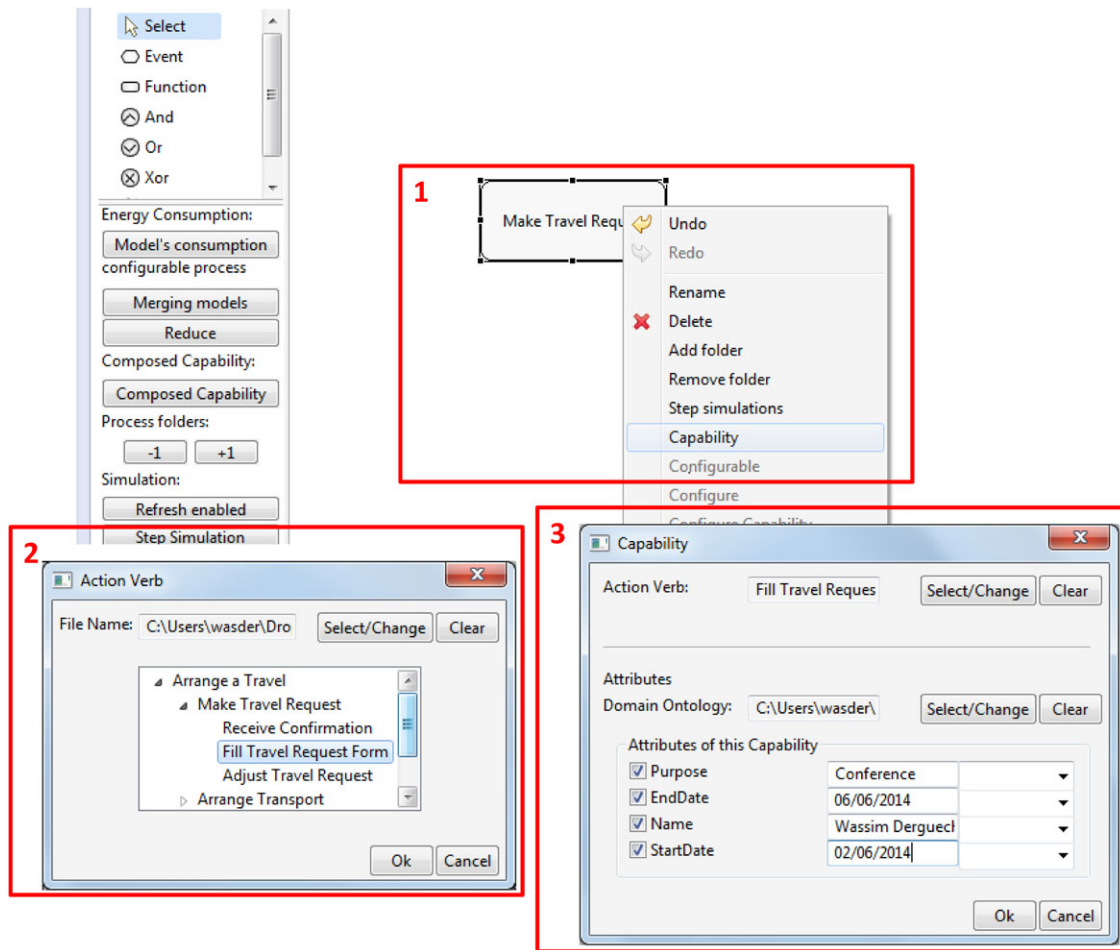 Select
Event
Function
And
Or
Xor
Energy Consumption:
Model's consumption
configurable process
Merging models
Reduce
Composed Capability:
Composed Capability
Process folders:
-1 +1
Simulation:
Refresh enabled
Step Simulation
1
Make Travel Requ
Undo
Redo
Rename
Delete
Add folder
Remove folder
Step simulations
Capability
Configurable
Configure
Configure Capability
2
Action Verb
x
File Name: C:\Users\wasder\Dro Select/Change Clear
Arrange a Travel
Make Travel Request
Receive Confirmation
Fill Travel Request Form
Adjust Travel Request
Arrange Transport
Ok Cancel
3
Capability
x
Action Verb: Fill Travel Reques Select/Change Clear
Attributes
Domain Ontology: C:\Users\wasder\ Select/Change Clear
Attributes of this Capability
Purpose Conference
EndDate 06/06/2014
Name Wassim Derguech
StartDate 02/06/2014
Ok Cancel